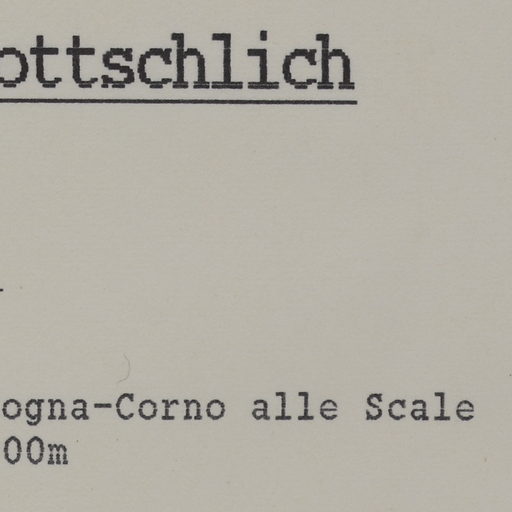 ottschlich
ogna-Corno alle Scale
00m